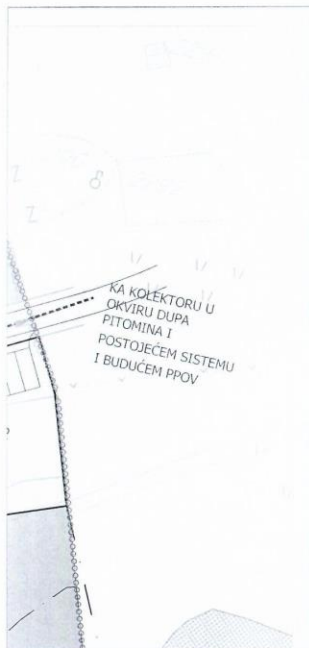 KA KOLEKTORU U
OKVIRU DUPA
PITOMINA I
POSTOJEĆEM SISTEMU
I BUDUĆEM PPOV